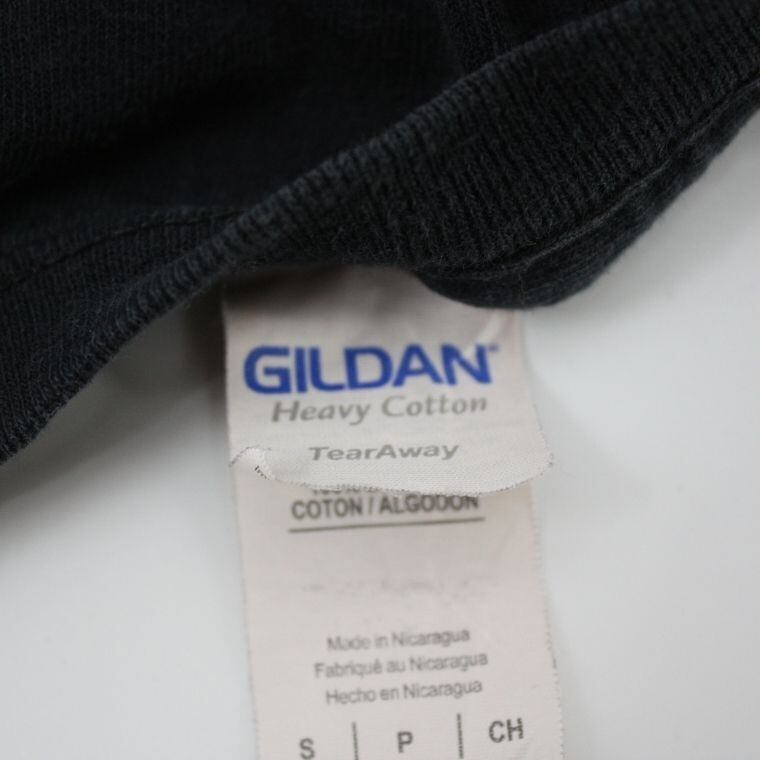 GILDAN
Heavy Cotton
TearAway
COTON / ALGODON
Made in Nicaragua
Fabriqué au Nicaragua
Hecho en Nicaragua
S | P | CH